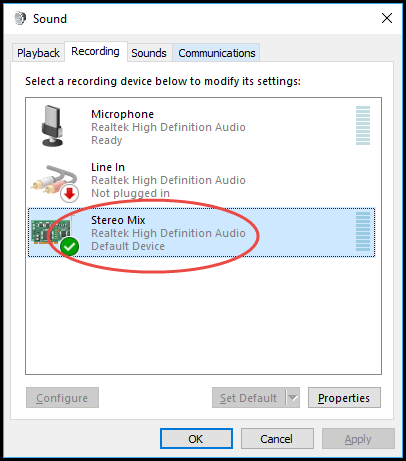 Sound
Playback Recording Sounds Communications
Select a recording device below to modify its settings:
Microphone
Realtek High Definition Audio
Ready
Line In
Realtek High Definition Audio
Not plugged in
Stereo Mix
Realtek High Definition Audio
Default Device
Configure Set Default Properties
OK Cancel Apply